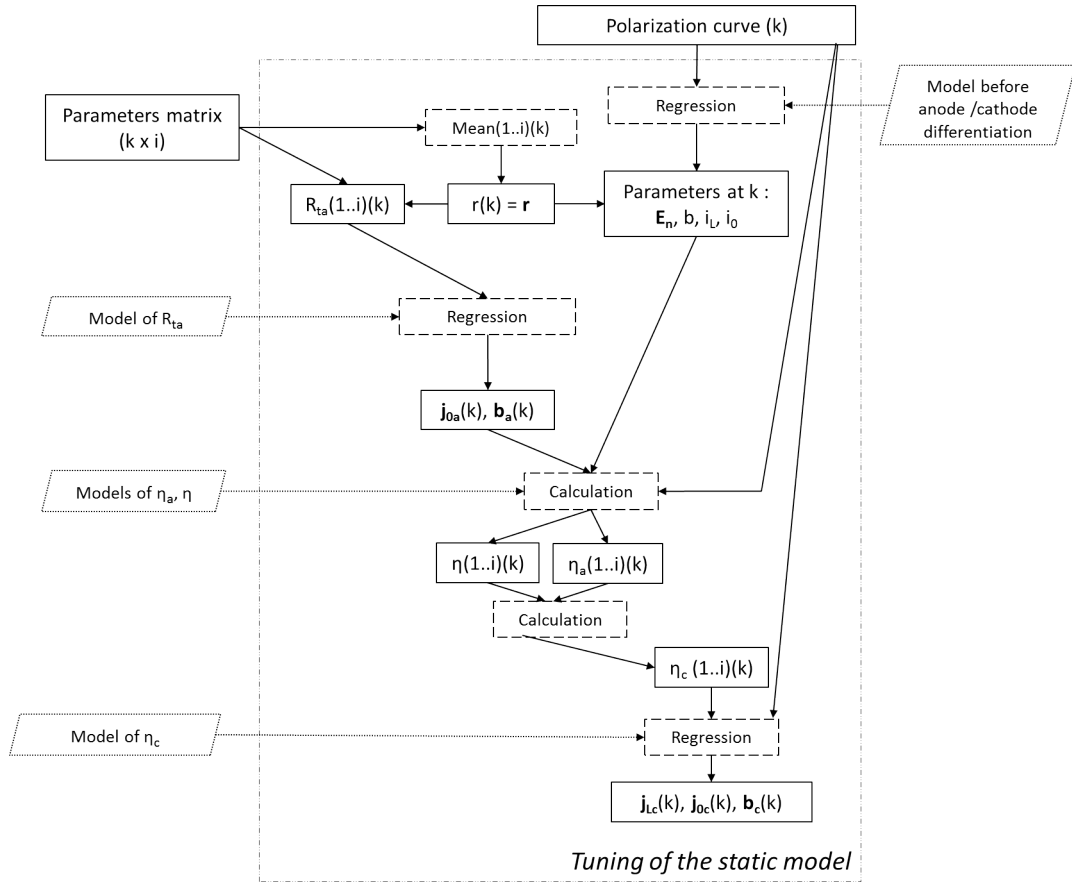 Polarization curve (k)
Parameters matrix
(k x i)
Mean(1..i)(k)
Regression
Model before
anode /cathode
differentiation
R_ta(1..i)(k)
r(k) = r
Parameters at k :
E_n, b, i_L, i_0
Model of R_ta
Regression
j_0a(k), b_a(k)
Models of η_a, η
Calculation
η(1..i)(k)
η_a(1..i)(k)
Calculation
η_c (1..i)(k)
Model of η_c
Regression
j_Lc(k), j_0c(k), b_c(k)
Tuning of the static model